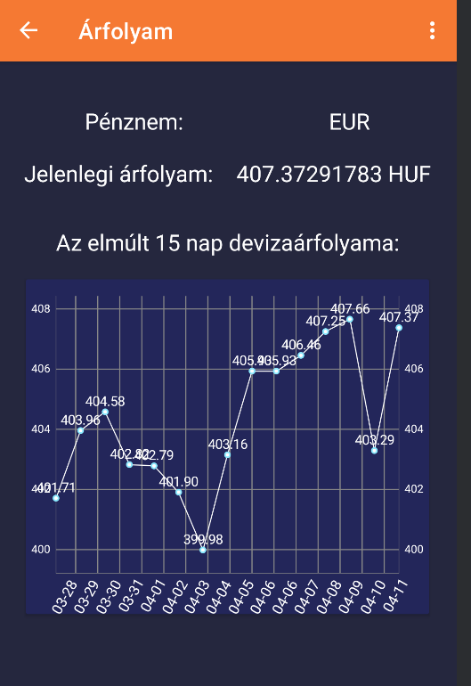 Árfolyam
Pénznem: EUR
Jelenlegi árfolyam: 407.37291783 HUF
Az elmúlt 15 nap devizaárfolyama:
408 407.66 407.37 408
407.25
406 406.46 406
405.93 405.93
404.58
404 403.96 404
403.16 403.29
402.82 402.79
402 401.71 401.90 402
400 399.98 400
03-28 03-29 03-30 03-31 04-01 04-02 04-03 04-04 04-05 04-06 04-06 04-07 04-08 04-09 04-10 04-11